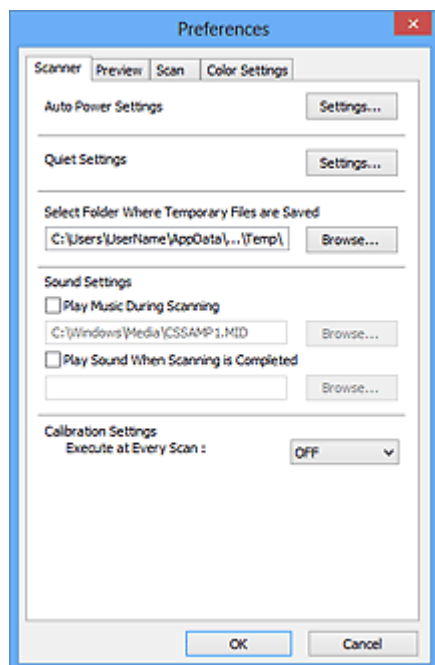 Preferences
Scanner Preview Scan Color Settings
Auto Power Settings Settings...
Quiet Settings Settings...
Select Folder Where Temporary Files are Saved
C:\Users\UserName\AppData\,...\Temp\, Browse...
Sound Settings
Play Music During Scanning
C:\Windows\Media\CSSAMP1.MID Browse...
Play Sound When Scanning is Completed
Browse...
Calibration Settings
Execute at Every Scan : OFF
OK Cancel